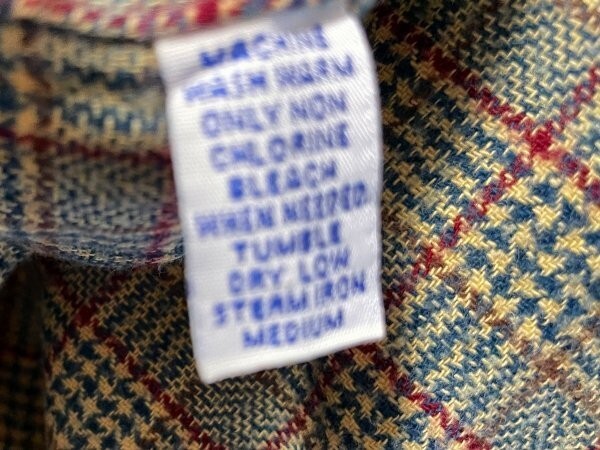 MACHINE
WASH WARM
ONLY NON
CHLORINE
BLEACH
WHEN NEEDED
TUMBLE
DRY LOW
STEAM IRON
MEDIUM